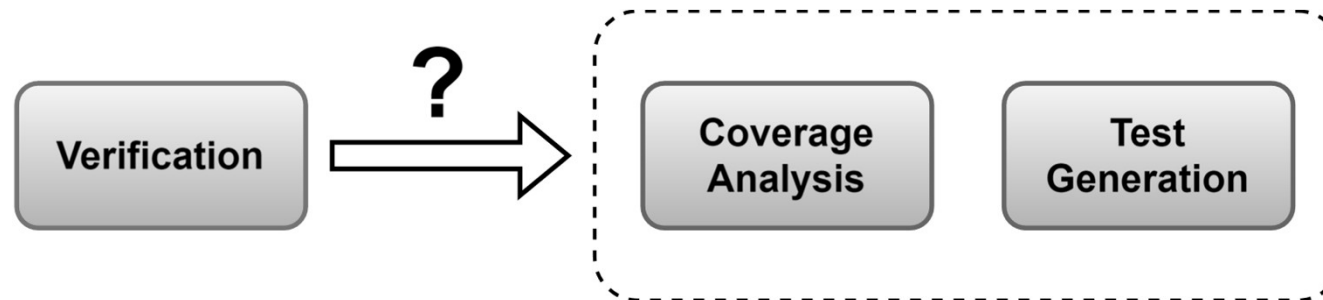 ?
Verification
Coverage
Analysis
Test
Generation